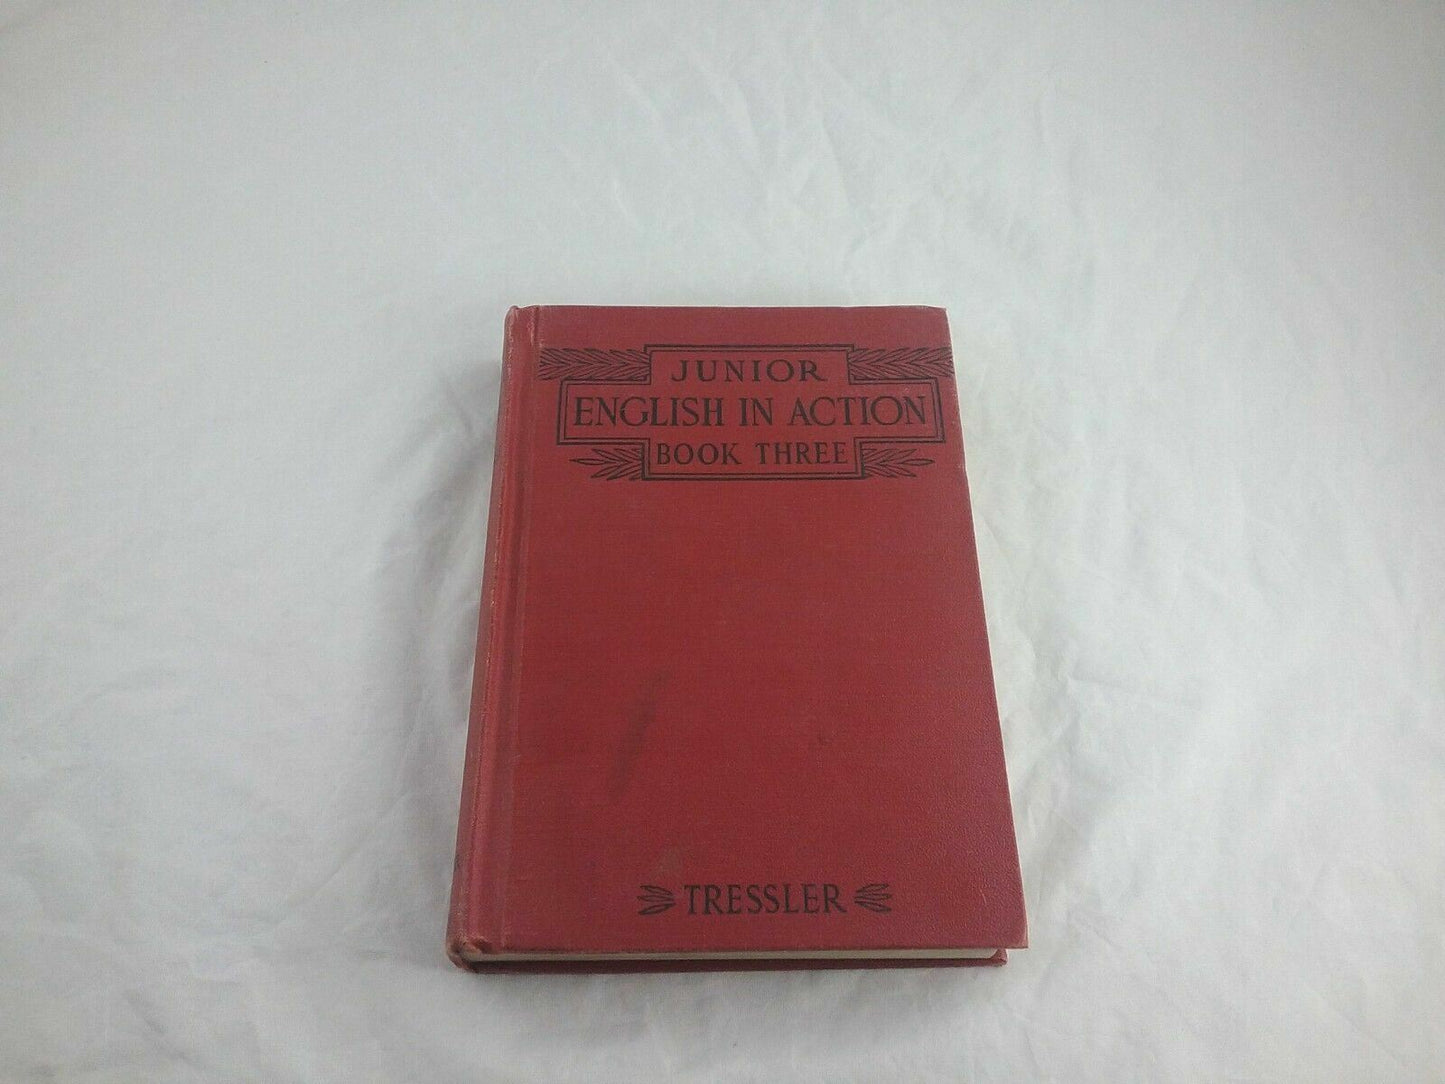 JUNIOR
ENGLISH IN ACTION
BOOK THREE
TRESSLER